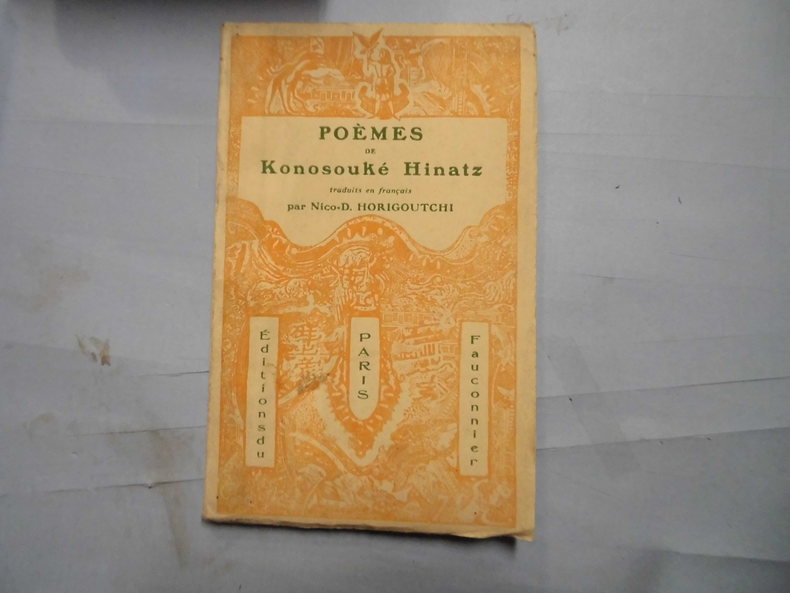 POÈMES
DE
Konosouké Hinatz
traduits en français
par Nico-D. HORIGOUTCHI
Éditionsdu
PARIS
Fauconnier